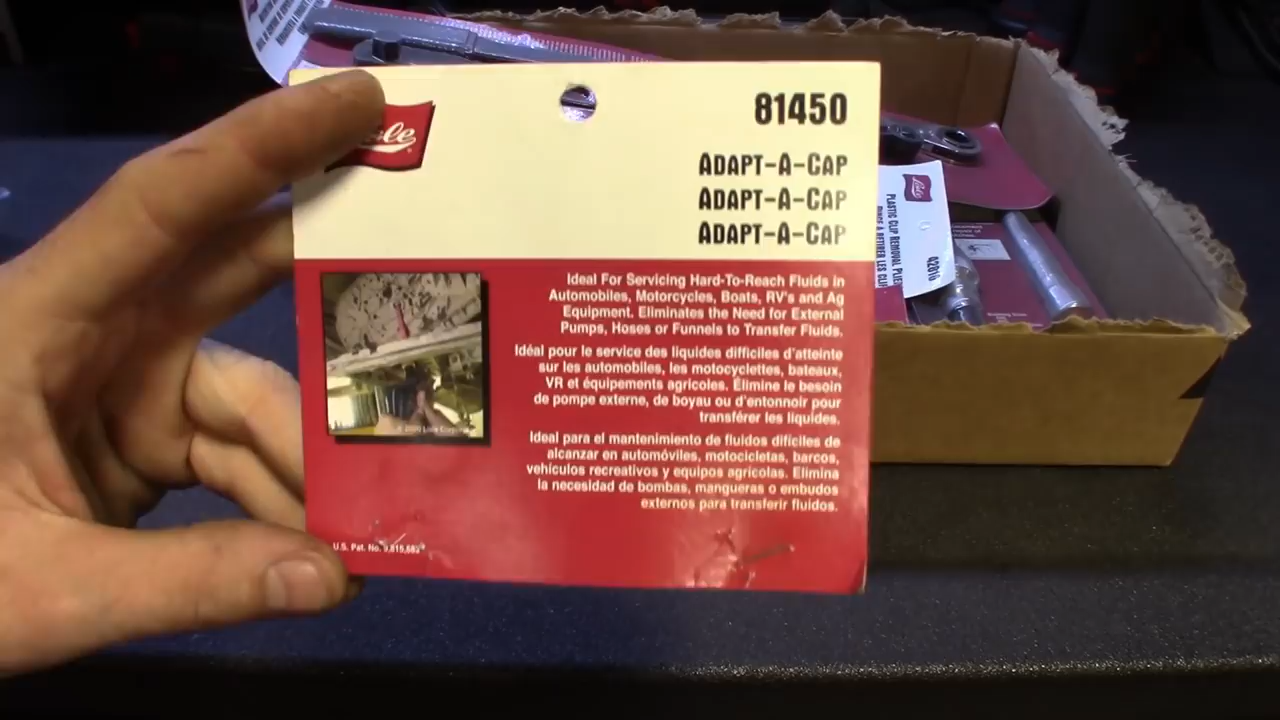 81450
ADAPT-A-CAP
ADAPT-A-CAP
ADAPT-A-CAP
Ideal For Servicing Hard-To-Reach Fluids in
Automobiles, Motorcycles, Boats, RV's and Ag
Equipment. Eliminates the Need for External
Pumps, Hoses or Funnels to Transfer Fluids.
Idéal pour le service des liquides difficiles d'atteinte
sur les automobiles, les motocyclettes, bateaux,
VR et équipements agricoles. Élimine le besoin
de pompe externe, de boyau ou d'entonnoir pour
transférer les liquides.
Ideal para el mantenimiento de fluidos difíciles de
alcanzar en automóviles, motocicletas, barcos,
vehículos recreativos y equipos agrícolas. Elimina
la necesidad de bombas, mangueras o embudos
externos para transferir fluidos.
U.S. Pat. No.
Lisle
PLASTIC CLIP REMOVAL